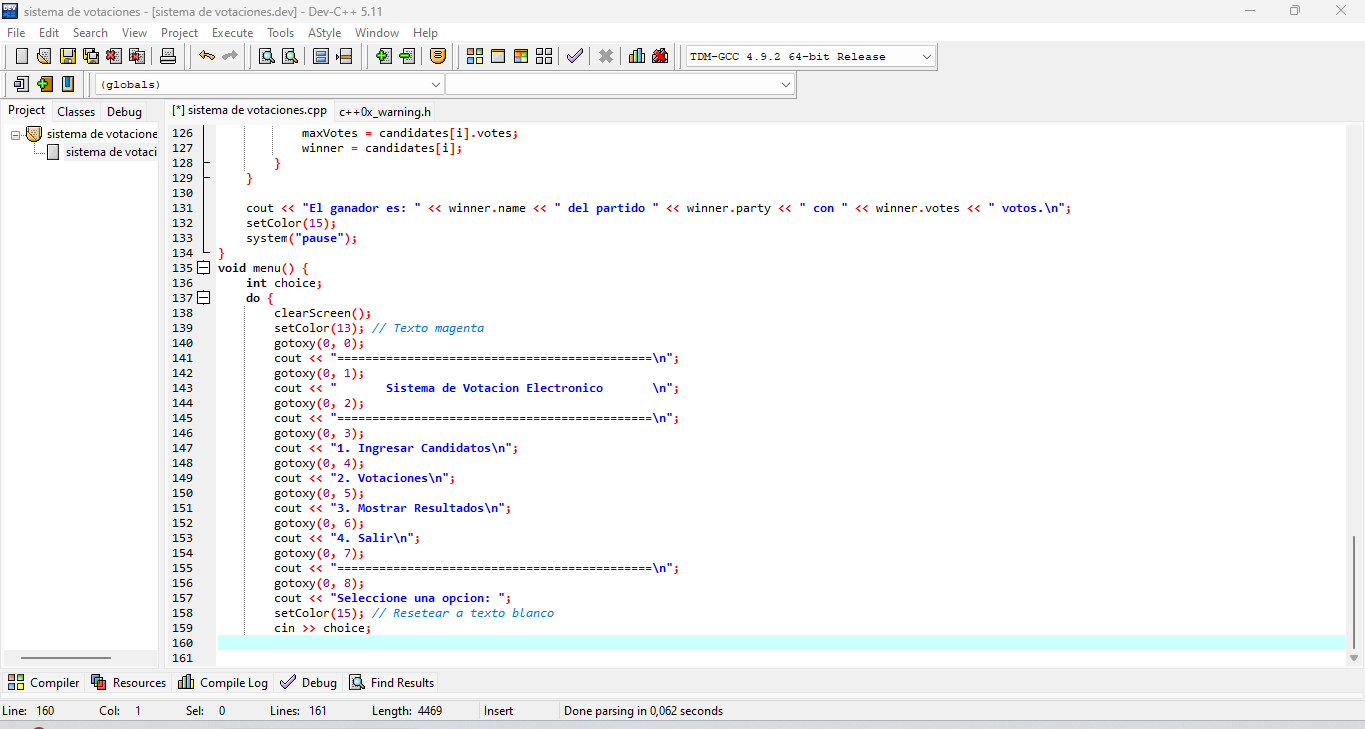 sistema de votaciones - [sistema de votaciones.dev] - Dev-C++ 5.11
File Edit Search View Project Execute Tools AStyle Window Help
TDM-GCC 4.9.2 64-bit Release
(globals)
Project Classes Debug
[*] sistema de votaciones.cpp c++0x_warning.h
sistema de votacione
sistema de votaci
126 maxVotes = candidates[i].votes;
127 winner = candidates[i];
128 }
129 }
130
131 cout << "El ganador es: " << winner.name << " del partido " << winner.party << " con " << winner.votes << " votos.\n";
132 setColor(15);
133 system("pause");
134 }
135 void menu() {
136 int choice;
137 do {
138 clearScreen();
139 setColor(13); // Texto magenta
140 gotoxy(0, 0);
141 cout << "=============================================\n";
142 gotoxy(0, 1);
143 cout << "       Sistema de Votacion Electronico       \n";
144 gotoxy(0, 2);
145 cout << "=============================================\n";
146 gotoxy(0, 3);
147 cout << "1. Ingresar Candidatos\n";
148 gotoxy(0, 4);
149 cout << "2. Votaciones\n";
150 gotoxy(0, 5);
151 cout << "3. Mostrar Resultados\n";
152 gotoxy(0, 6);
153 cout << "4. Salir\n";
154 gotoxy(0, 7);
155 cout << "=============================================\n";
156 gotoxy(0, 8);
157 cout << "Seleccione una opcion: ";
158 setColor(15); // Resetear a texto blanco
159 cin >> choice;
160
161
Compiler Resources Compile Log Debug Find Results
Line: 160 Col: 1 Sel: 0 Lines: 161 Length: 4469 Insert Done parsing in 0,062 seconds